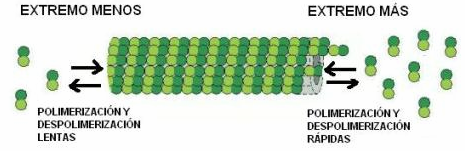 EXTREMO MENOS
EXTREMO MÁS
POLIMERIZACIÓN Y
DESPOLIMERIZACIÓN
LENTAS
POLIMERIZACIÓN Y
DESPOLIMERIZACIÓN
RÁPIDAS